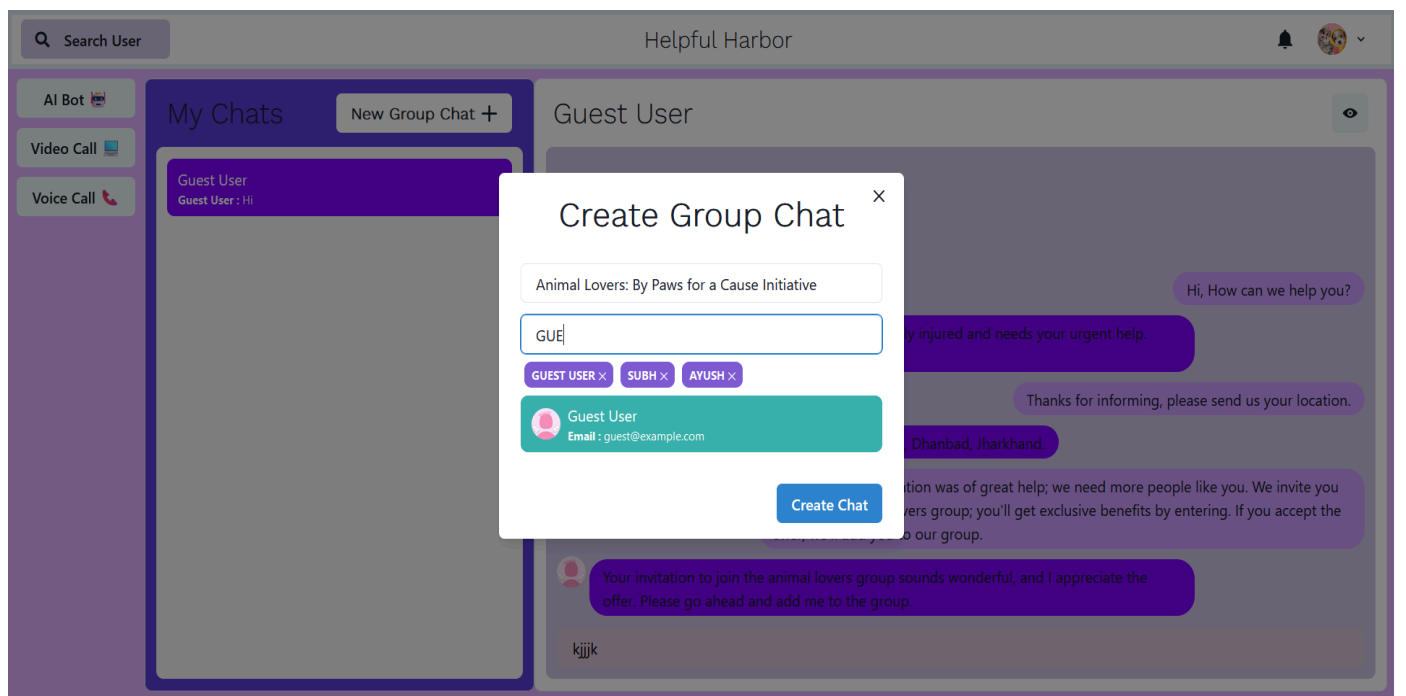 Search User
Helpful Harbor
AI Bot
Video Call
Voice Call
My Chats
New Group Chat +
Guest User
Guest User : Hi
Guest User
Hi, How can we help you?
injured and needs your urgent help.
Thanks for informing, please send us your location.
Dhanbad, Jharkhand.
was of great help; we need more people like you. We invite you
group; you'll get exclusive benefits by entering. If you accept the
to our group.
Your invitation to join the animal lovers group sounds wonderful, and I appreciate the
offer. Please go ahead and add me to the group.
kjjjk
Create Group Chat
Animal Lovers: By Paws for a Cause Initiative
GUE
GUEST USER ×
SUBH ×
AYUSH ×
Guest User
Email : guest@example.com
Create Chat